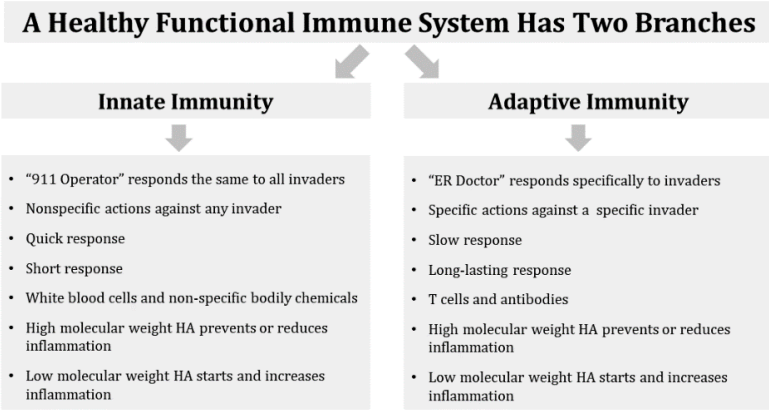 A Healthy Functional Immune System Has Two Branches
Innate Immunity
• “911 Operator” responds the same to all invaders
• Nonspecific actions against any invader
• Quick response
• Short response
• White blood cells and non-specific bodily chemicals
• High molecular weight HA prevents or reduces
inflammation
• Low molecular weight HA starts and increases
inflammation
Adaptive Immunity
• “ER Doctor” responds specifically to invaders
• Specific actions against a specific invader
• Slow response
• Long-lasting response
• T cells and antibodies
• High molecular weight HA prevents or reduces
inflammation
• Low molecular weight HA starts and increases
inflammation